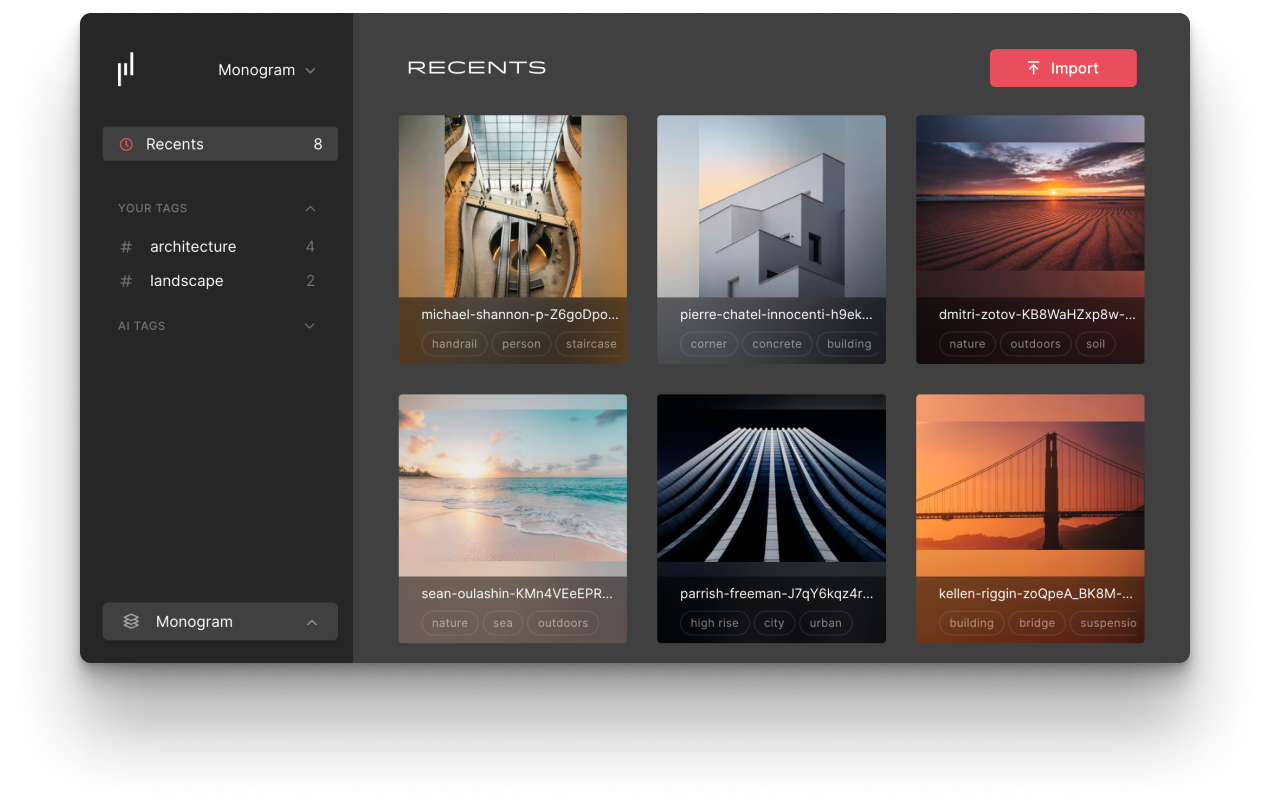 Monogram
Recents 8
YOUR TAGS
# architecture 4
# landscape 2
AI TAGS
Monogram
RECENTS
Import
michael-shannon-p-Z6goDpo...
handrail person staircase
pierre-chatel-innocenti-h9ek...
corner concrete building
dmitri-zotov-KB8WaHZxp8w-...
nature outdoors soil
sean-oulashin-KMn4VEeEPR...
nature sea outdoors
parrish-freeman-J7qY6kqz4r...
high rise city urban
kellen-riggin-zoQpeA_BK8M-...
building bridge suspensio